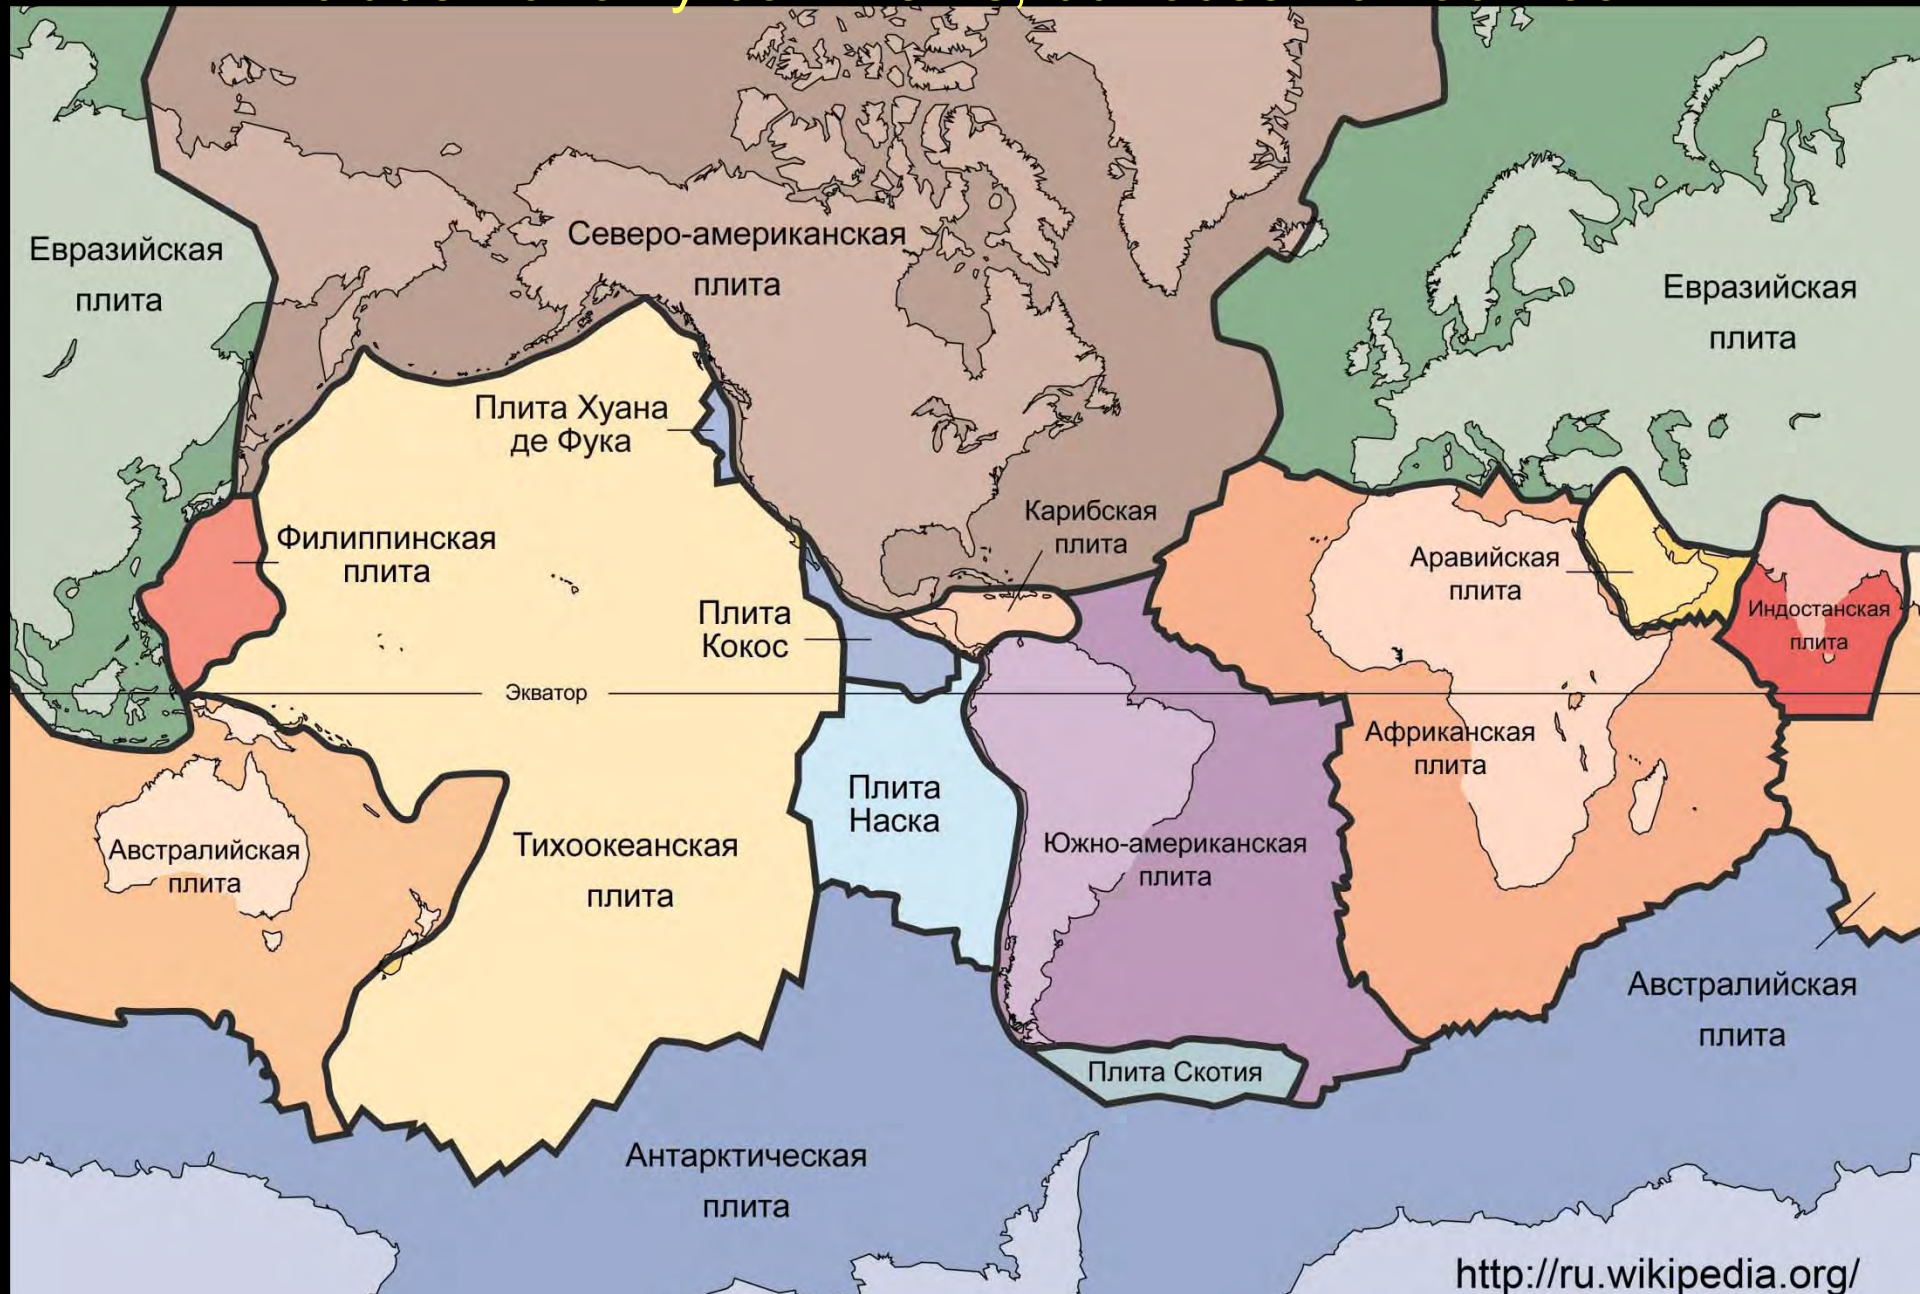 Евразийская
плита
Северо-американская
плита
Евразийская
плита
Плита Хуана
де Фука
Карибская
плита
Филиппинская
плита
Аравийская
плита
Плита
Кокос
Индостанская
плита
Экватор
Африканская
плита
Плита
Наска
Австралийская
плита
Тихоокеанская
плита
Южно-американская
плита
Австралийская
плита
Плита Скотия
Антарктическая
плита
http://ru.wikipedia.org/